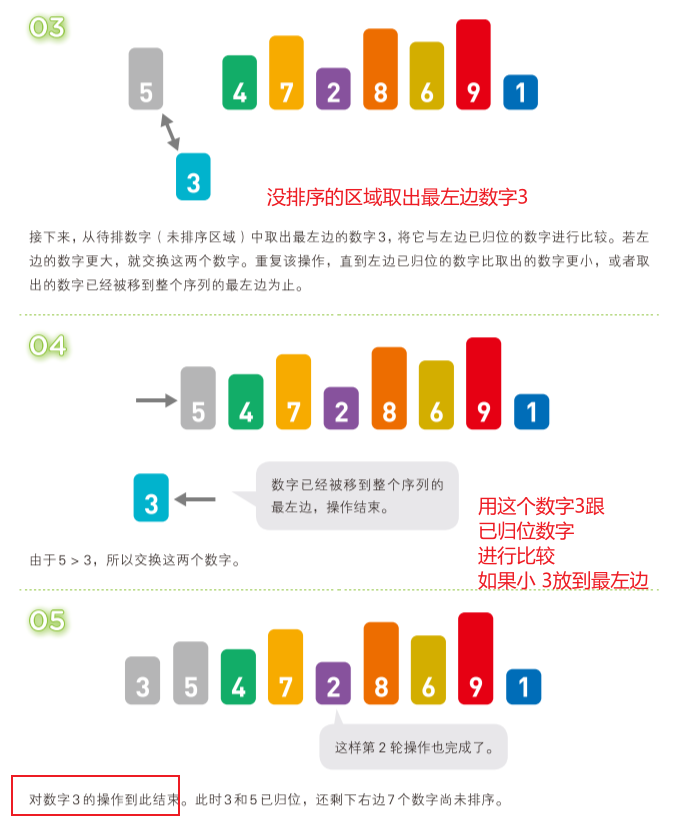 03
5 4 7 2 8 6 9 1
3
没排序的区域取出最左边数字3
接下来，从待排数字（未排序区域）中取出最左边的数字3，将它与左边已归位的数字进行比较。若左
边的数字更大，就交换这两个数字。重复该操作，直到左边已归位的数字比取出的数字更小，或者取
出的数字已经被移到整个序列的最左边为止。
04
5 4 7 2 8 6 9 1
3
数字已经被移到整个序列的
最左边，操作结束。
用这个数字3跟
已归位数字
进行比较
如果小 3放到最左边
由于5 > 3，所以交换这两个数字。
05
3 5 4 7 2 8 6 9 1
这样第 2 轮操作也完成了。
对数字3的操作到此结束。此时3和5已归位，还剩下右边7个数字尚未排序。